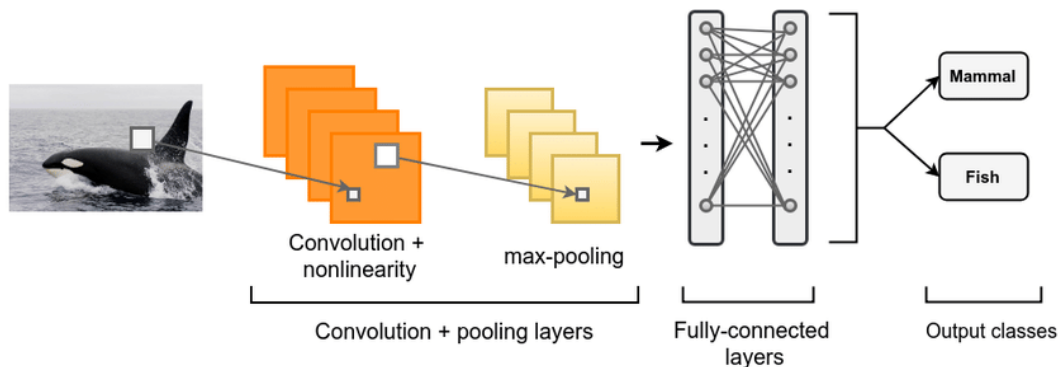 Mammal
Fish
Convolution +
nonlinearity
max-pooling
Convolution + pooling layers
Fully-connected
layers
Output classes